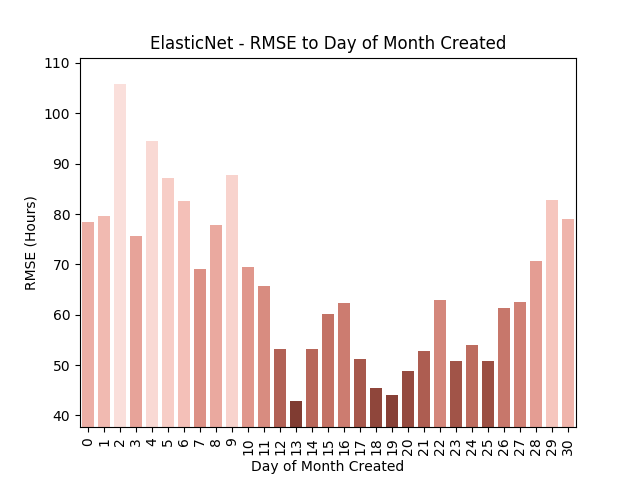 ElasticNet - RMSE to Day of Month Created
110
100
90
80
70
60
50
40
RMSE (Hours)
0 1 2 3 4 5 6 7 8 9 10 11 12 13 14 15 16 17 18 19 20 21 22 23 24 25 26 27 28 29 30
Day of Month Created